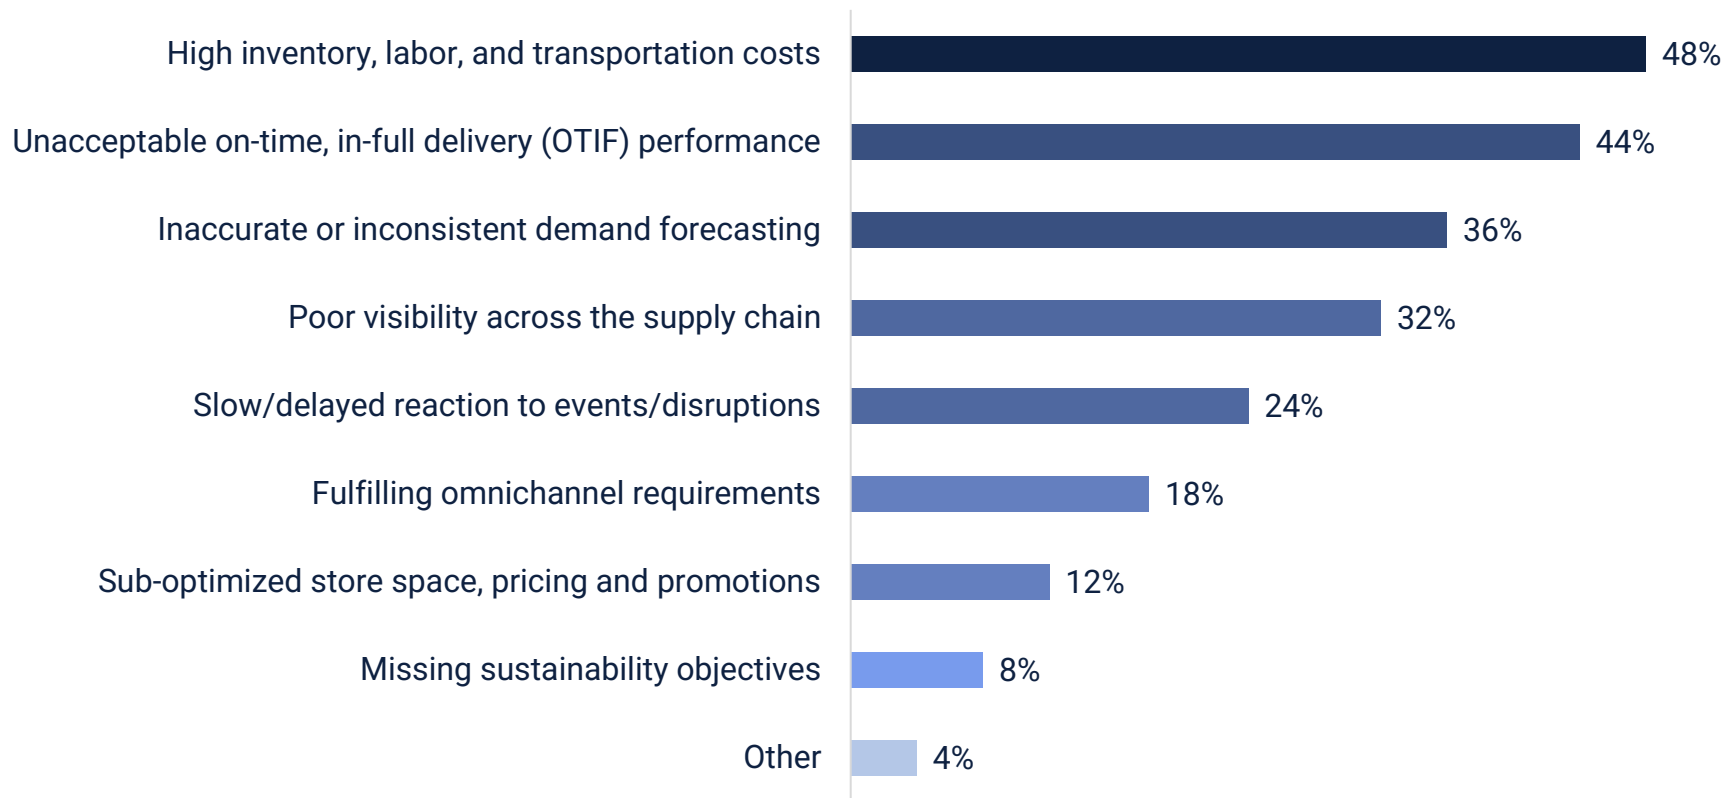 High inventory, labor, and transportation costs 48%
Unacceptable on-time, in-full delivery (OTIF) performance 44%
Inaccurate or inconsistent demand forecasting 36%
Poor visibility across the supply chain 32%
Slow/delayed reaction to events/disruptions 24%
Fulfilling omnichannel requirements 18%
Sub-optimized store space, pricing and promotions 12%
Missing sustainability objectives 8%
Other 4%